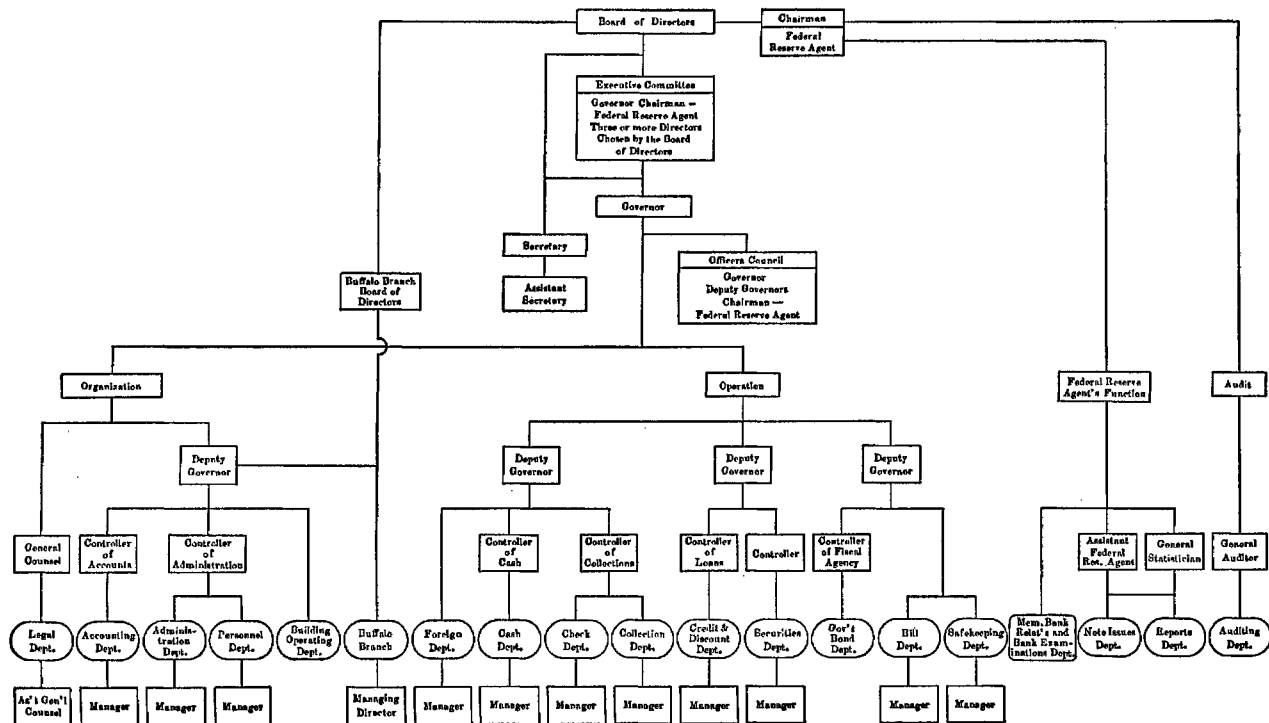 Board of Directors
Chairman
Federal
Reserve Agent
Executive Committee
Governor Chairman —
Federal Reserve Agent
Three or more Directors
Chosen by the Board
of Directors
Governor
Secretary
Assistant
Secretary
Officers Council
Governor
Deputy Governors
Chairman —
Federal Reserve Agent
Buffalo Branch
Board of
Directors
Organization
Operation
Federal Reserve
Agent's Function
Audit
Deputy
Governor
Deputy
Governor
Deputy
Governor
Deputy
Governor
General
Counsel
Controller
of
Accounts
Controller
of
Administration
Controller
of
Cash
Controller
of
Collections
Controller
of
Loans
Controller
Controller
of Fiscal
Agency
Assistant
Federal
Res. Agent
General
Statistician
General
Auditor
Legal
Dept.
Accounting
Dept.
Adminis-
tration
Dept.
Personnel
Dept.
Building
Operating
Dept.
Buffalo
Branch
Foreign
Dept.
Cash
Dept.
Check
Dept.
Collection
Dept.
Credit &
Discount
Dept.
Securities
Dept.
Gov't
Bond
Dept.
Bill
Dept.
Safekeeping
Dept.
Mem. Bank
Relat's and
Bank Exam-
inations Dept.
Note Issues
Dept.
Reports
Dept.
Auditing
Dept.
As't Gen'l
Counsel
Manager
Manager
Manager
Managing
Director
Manager
Manager
Manager
Manager
Manager
Manager
Manager
Manager